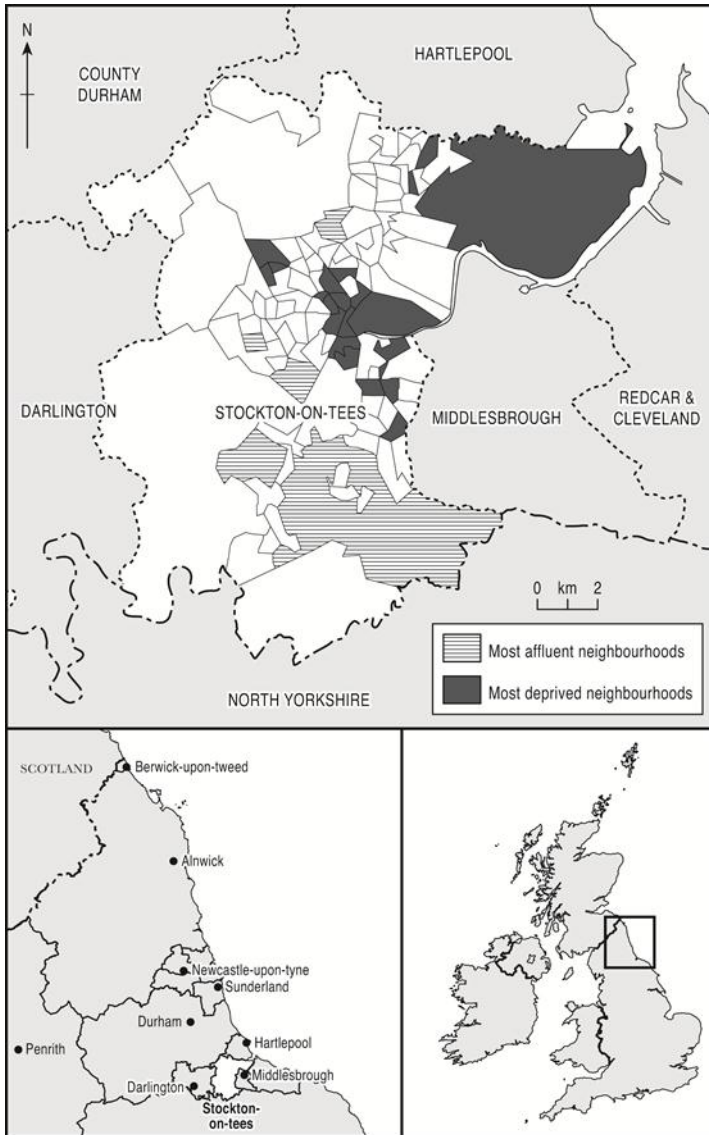 N
HARTLEPOOL
COUNTY
DURHAM
DARLINGTON
STOCKTON-ON-TEES
MIDDLESBROUGH
REDCAR &
CLEVELAND
0 km 2
Most affluent neighbourhoods
Most deprived neighbourhoods
NORTH YORKSHIRE
SCOTLAND
Berwick-upon-tweed
Alnwick
Newcastle-upon-tyne
Sunderland
Durham
Hartlepool
Penrith
Middlesbrough
Darlington
Stockton-
on-tees